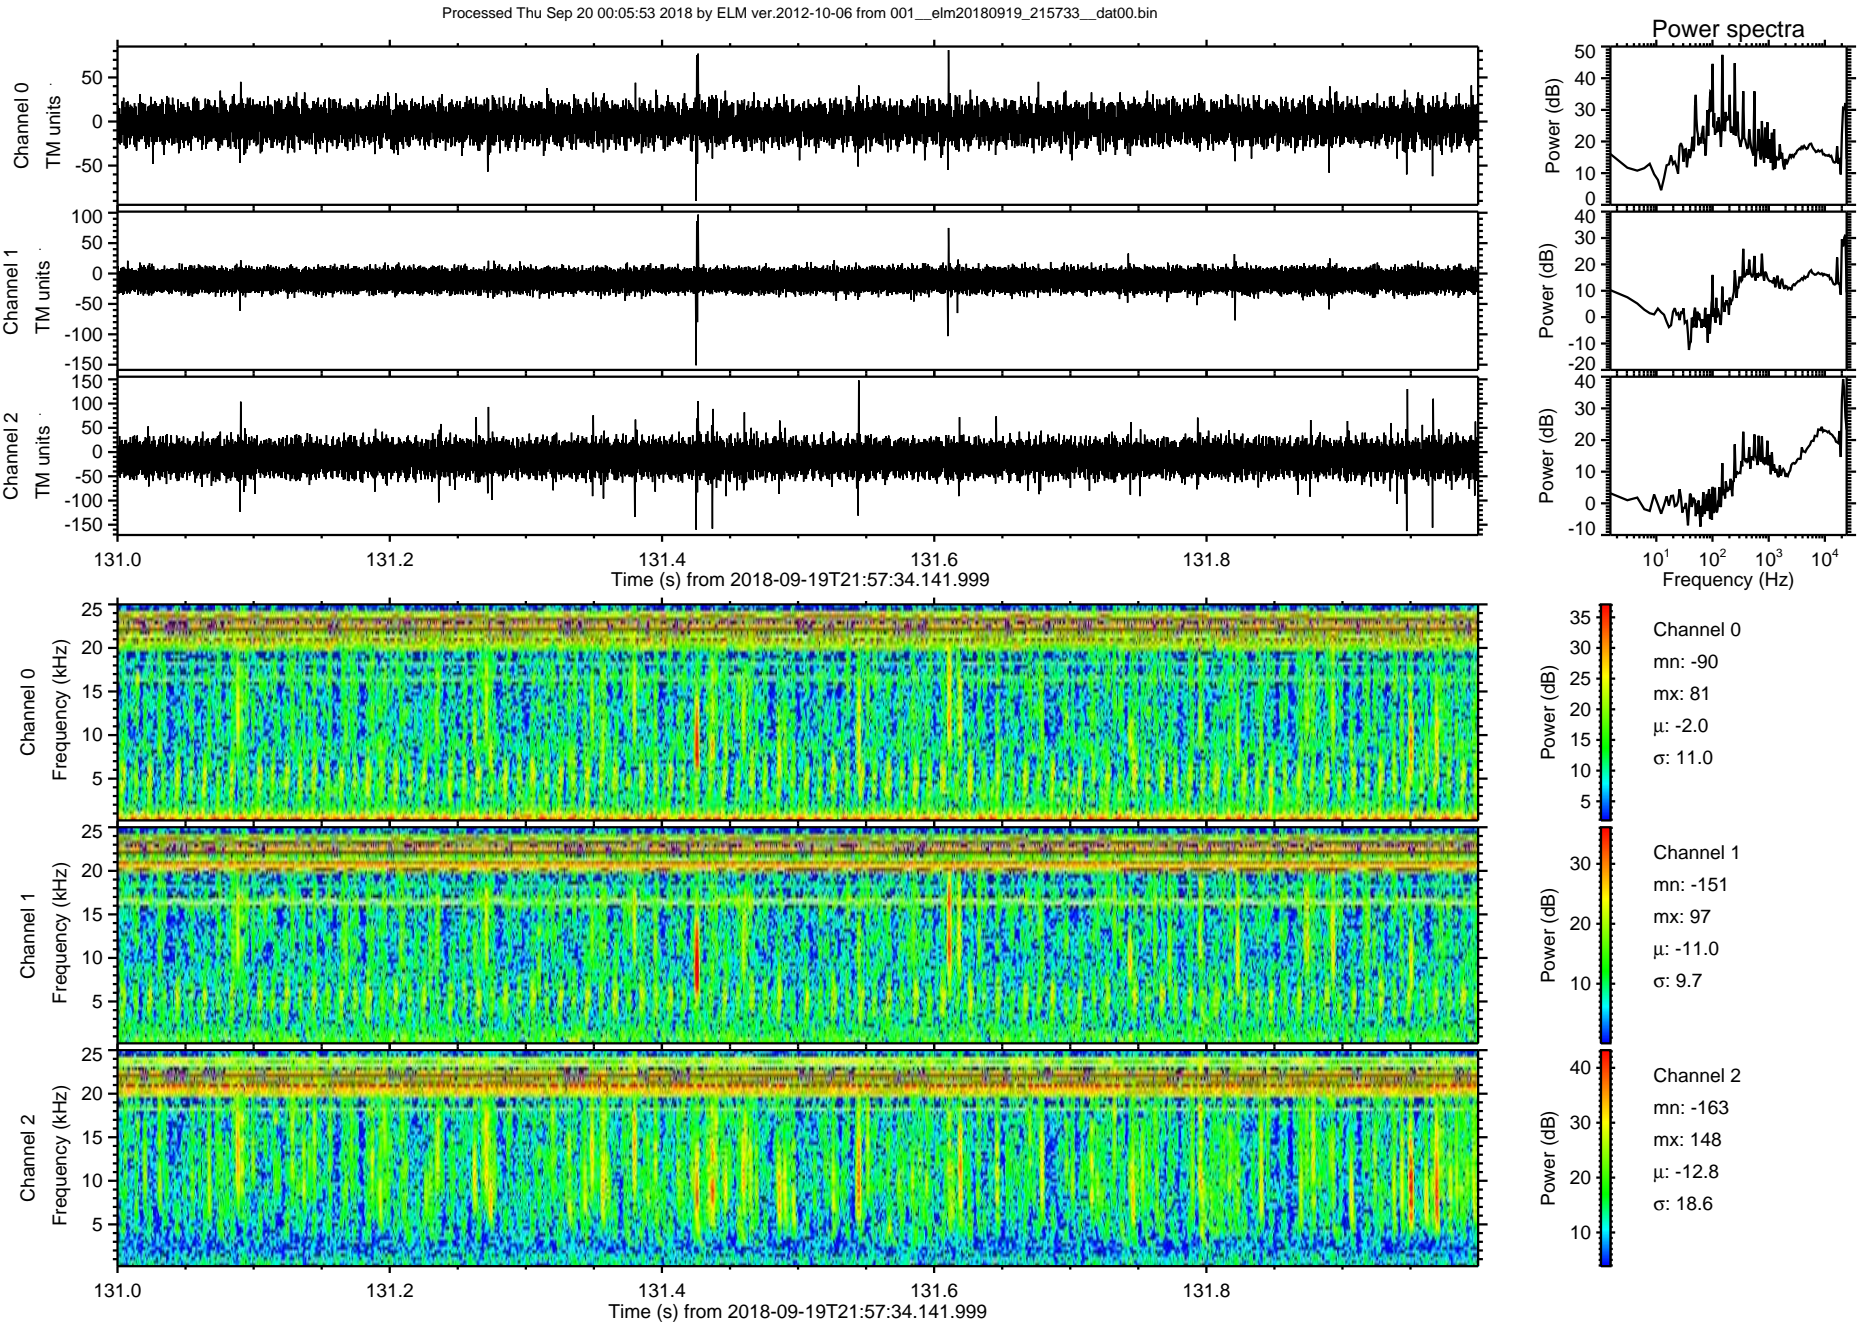 Processed Thu Sep 20 00:05:53 2018 by ELM ver.2012-10-06 from 001__elm20180919_215733__dat00.bin
Power spectra
Channel 0
TM units
50
0
-50
Power (dB)
50
40
30
20
10
0
Channel 1
TM units
100
50
0
-50
-100
-150
Power (dB)
40
30
20
10
0
-10
-20
Channel 2
TM units
150
100
50
0
-50
-100
-150
Power (dB)
40
30
20
10
0
-10
131.0 131.2 131.4 131.6 131.8
Time (s) from 2018-09-19T21:57:34.141.999
10^1 10^2 10^3 10^4
Frequency (Hz)
Channel 0
Frequency (kHz)
25
20
15
10
5
Power (dB)
35
30
25
20
15
10
5
Channel 0
mn: -90
mx: 81
μ: -2.0
σ: 11.0
Channel 1
Frequency (kHz)
25
20
15
10
5
Power (dB)
30
20
10
Channel 1
mn: -151
mx: 97
μ: -11.0
σ: 9.7
Channel 2
Frequency (kHz)
25
20
15
10
5
Power (dB)
40
30
20
10
Channel 2
mn: -163
mx: 148
μ: -12.8
σ: 18.6
131.0 131.2 131.4 131.6 131.8
Time (s) from 2018-09-19T21:57:34.141.999